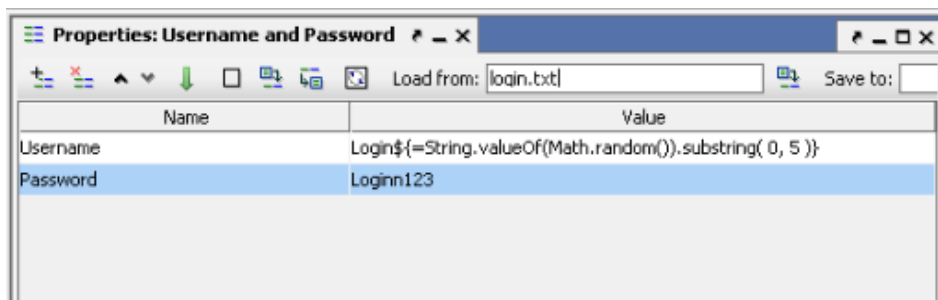 Properties: Username and Password
Load from: login.txt Save to:
Name Value
Username Login${=String.valueOf(Math.random()).substring( 0, 5 )}
Password Loginn123